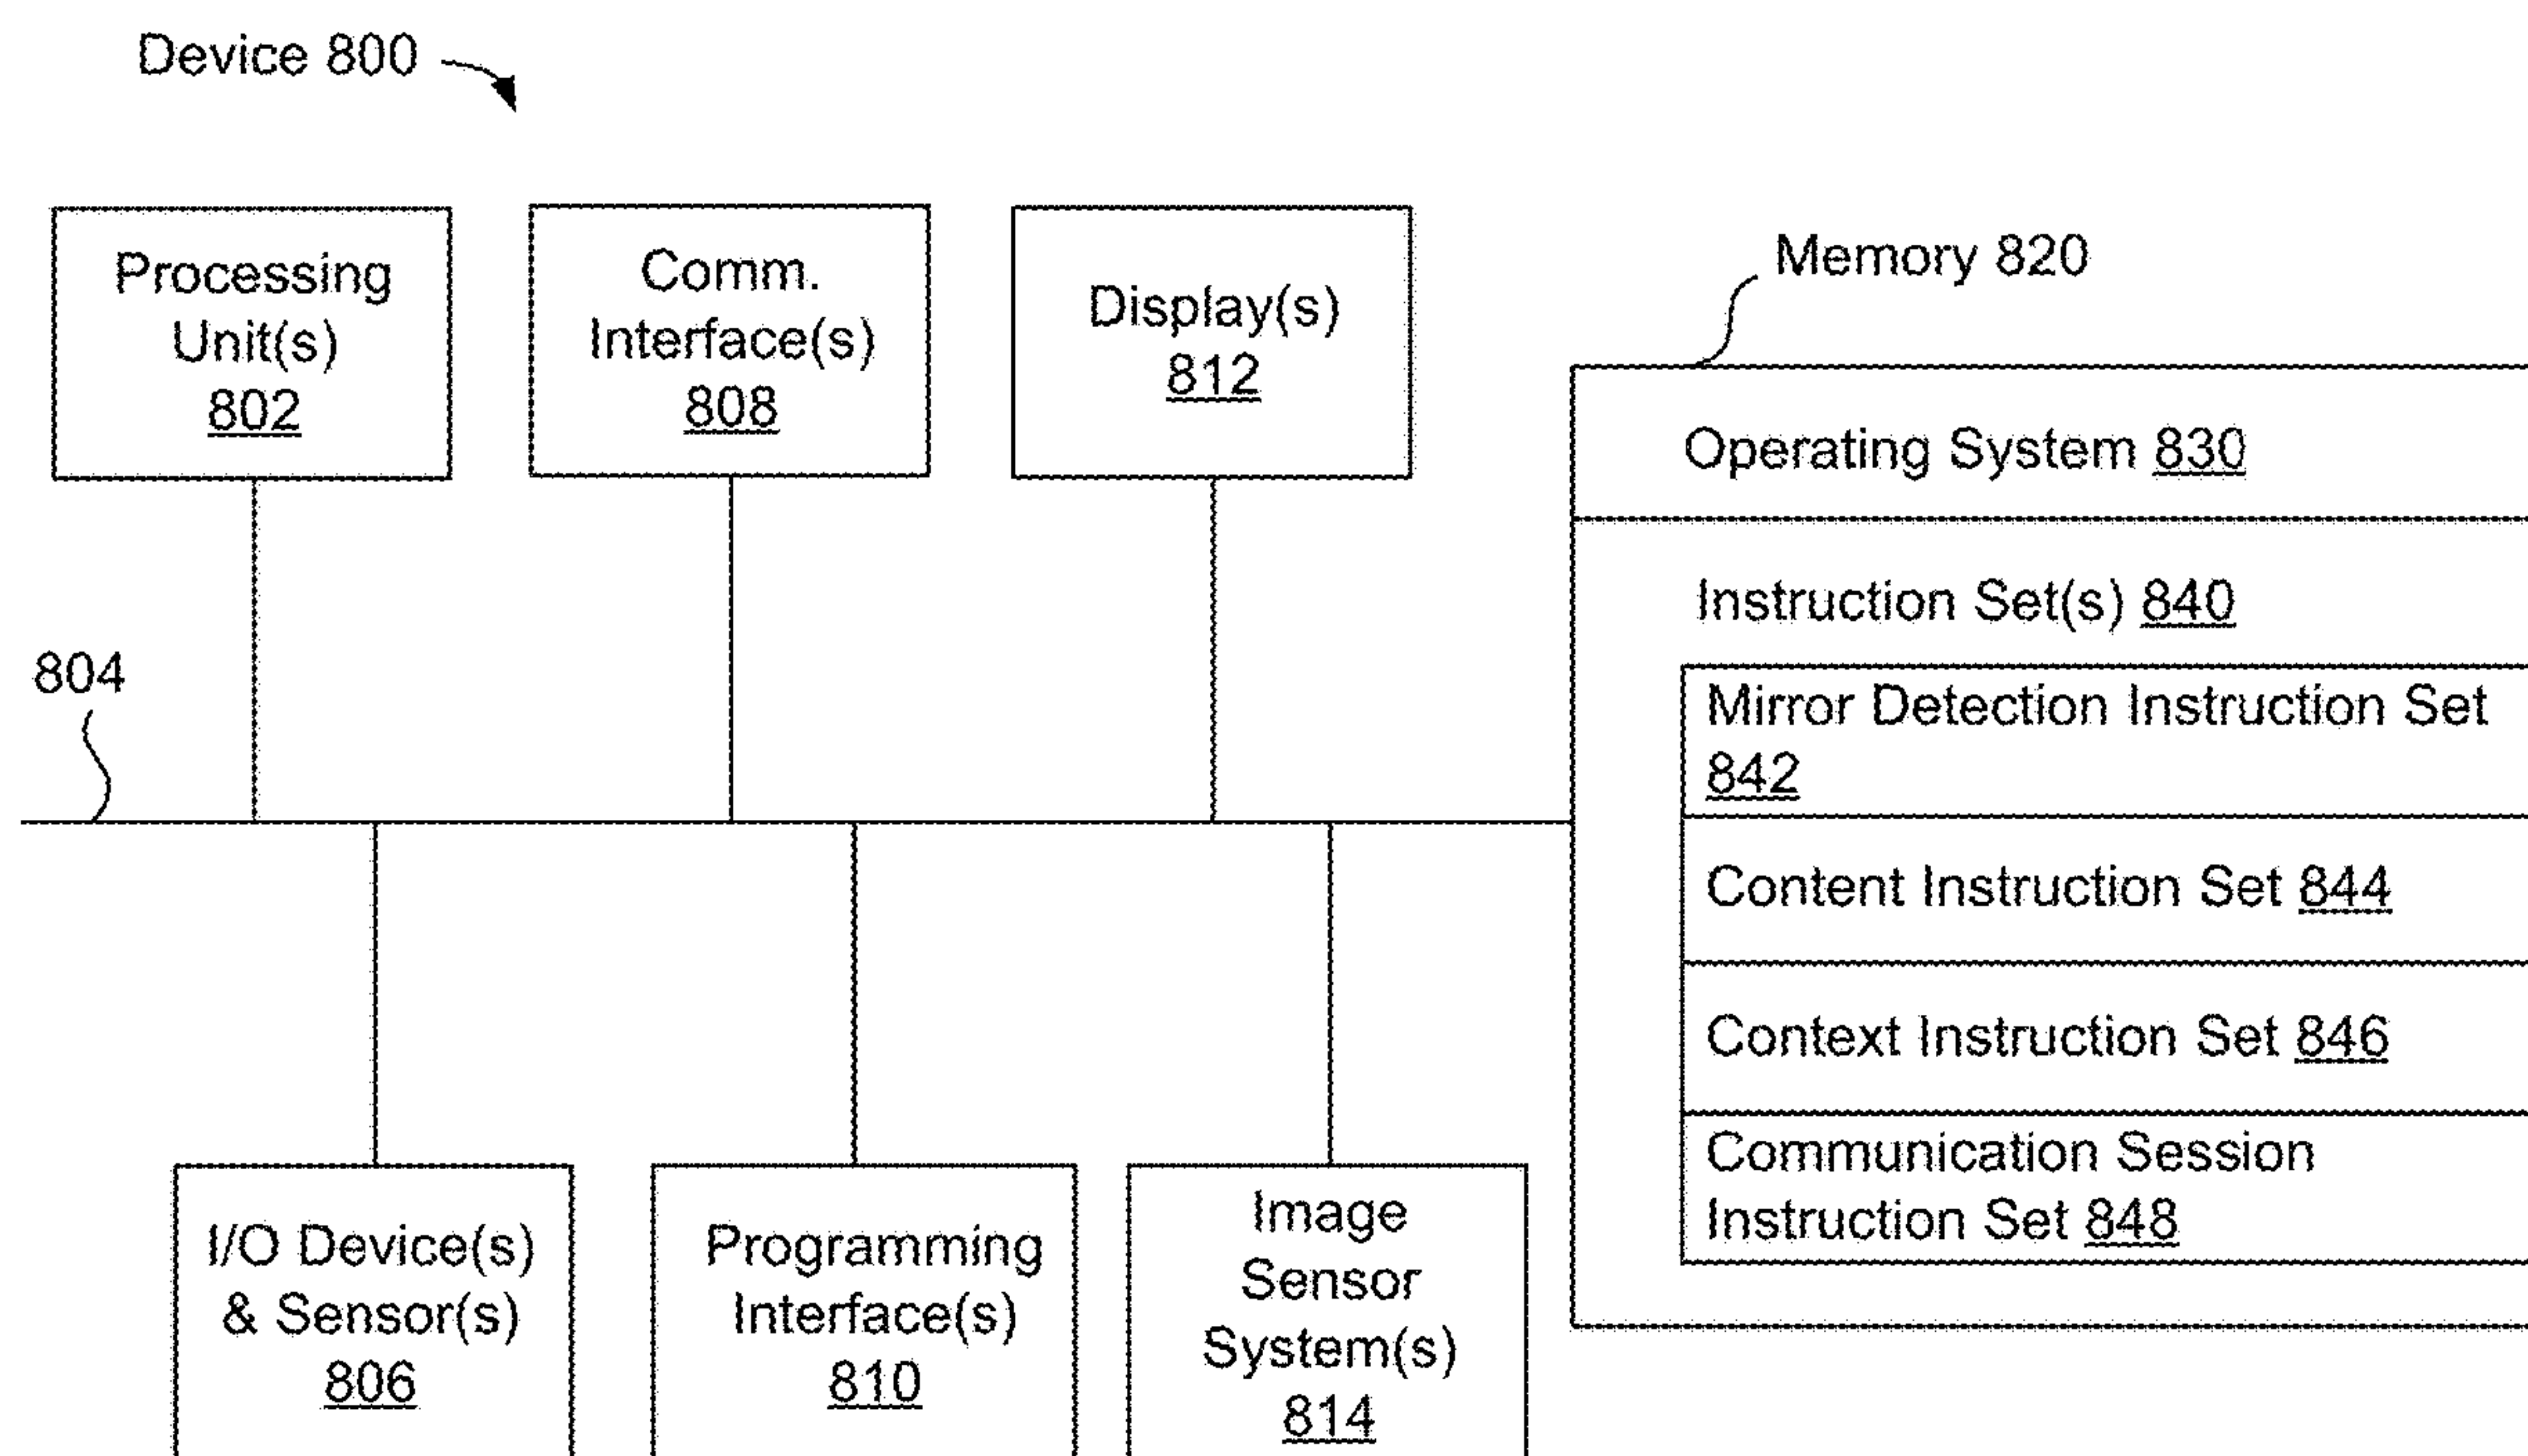 Device 800
Processing
Unit(s)
802
Comm.
Interface(s)
808
Display(s)
812
Memory 820
Operating System 830
Instruction Set(s) 840
Mirror Detection Instruction Set
842
Content Instruction Set 844
Context Instruction Set 846
Communication Session
Instruction Set 848
804
I/O Device(s)
& Sensor(s)
806
Programming
Interface(s)
810
Image
Sensor
System(s)
814